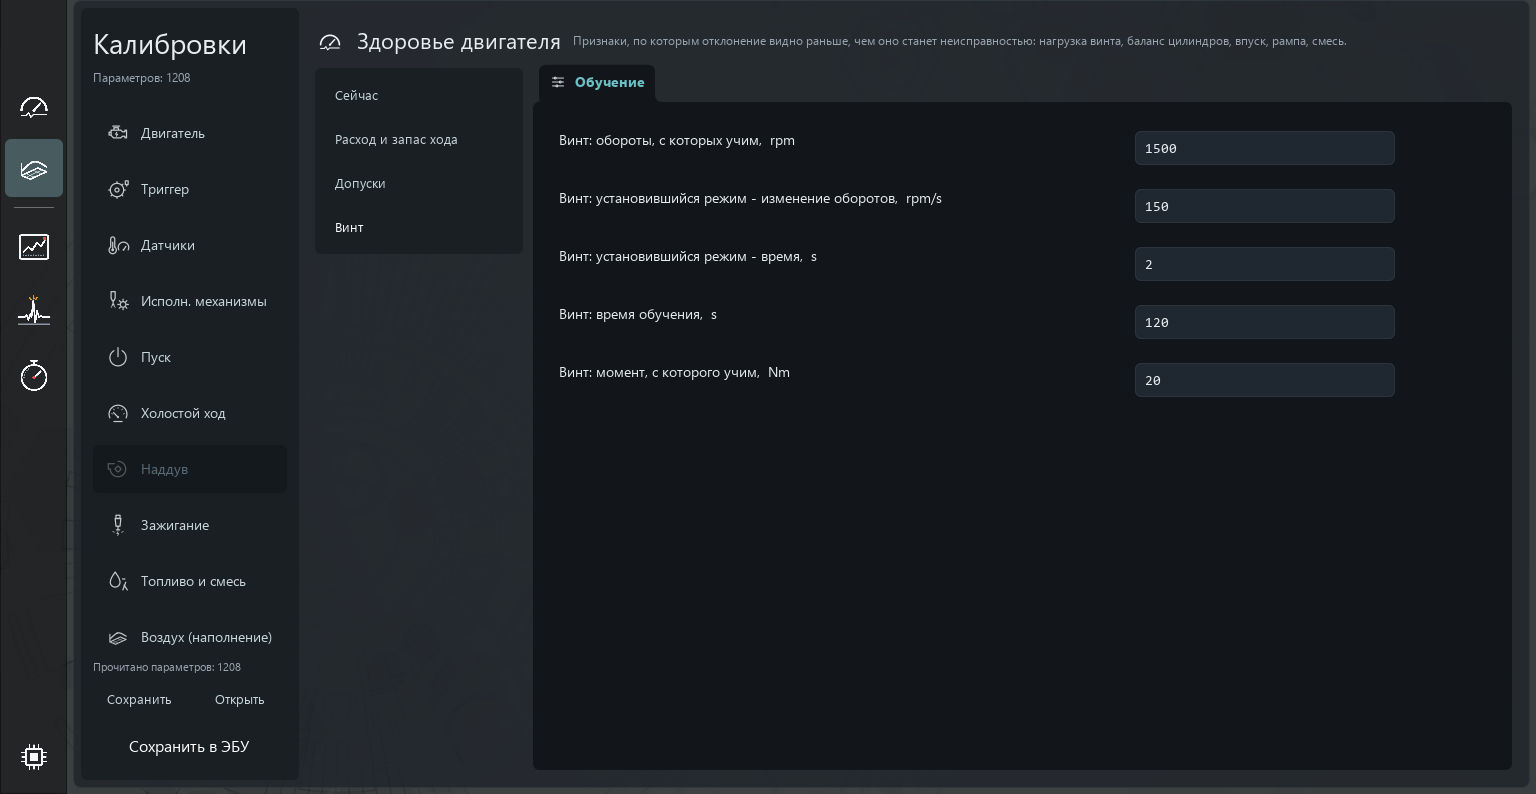 Калибровки
Параметров: 1208
Двигатель
Триггер
Датчики
Исполн. механизмы
Пуск
Холостой ход
Наддув
Зажигание
Топливо и смесь
Воздух (наполнение)
Прочитано параметров: 1208
Сохранить
Открыть
Сохранить в ЭБУ
Здоровье двигателя
Признаки, по которым отклонение видно раньше, чем оно станет неисправностью: нагрузка винта, баланс цилиндров, впуск, рампа, смесь.
Сейчас
Расход и запас хода
Допуски
Винт
Обучение
Винт: обороты, с которых учим, rpm
1500
Винт: установившийся режим - изменение оборотов, rpm/s
150
Винт: установившийся режим - время, s
2
Винт: время обучения, s
120
Винт: момент, с которого учим, Nm
20